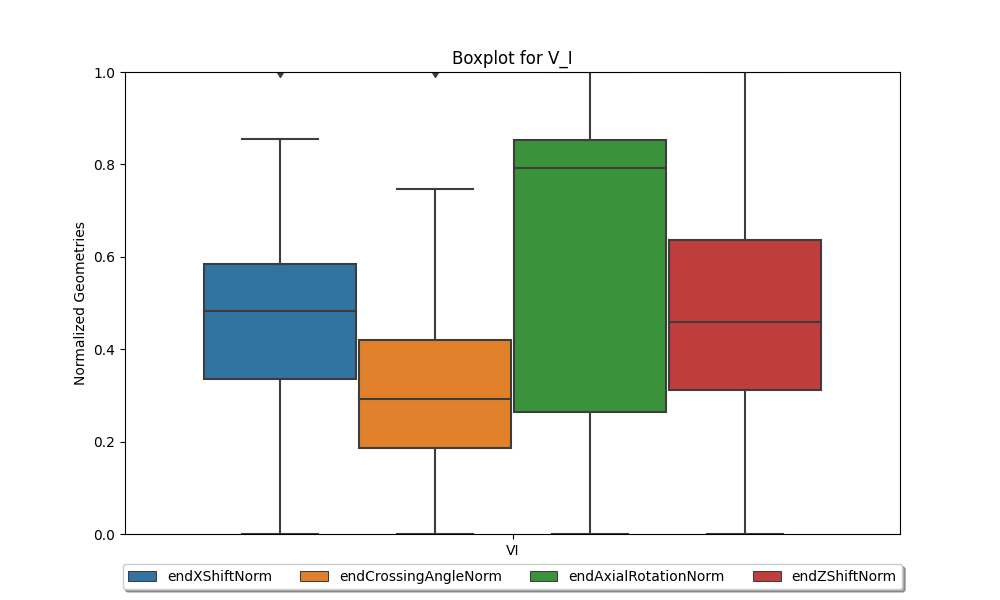 Boxplot for V_I
1.0
0.8
0.6
0.4
0.2
0.0
Normalized Geometries
VI
endXShiftNorm endCrossingAngleNorm endAxialRotationNorm endZShiftNorm